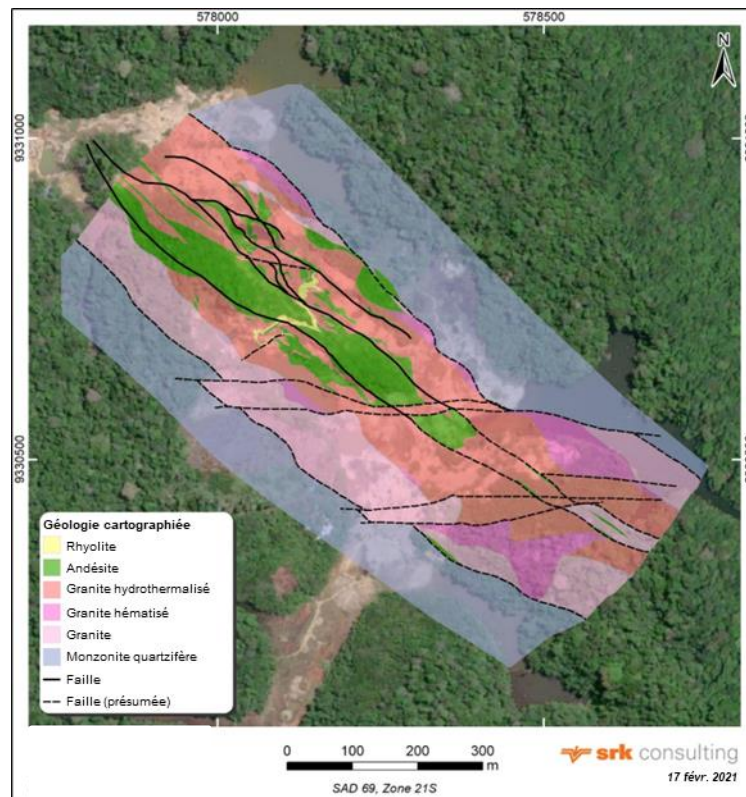 578000
578500
N
9331000
9330500
Géologie cartographiée
Rhyolite
Andésite
Granite hydrothermalisé
Granite hématisé
Granite
Monzonite quartzifère
Faille
Faille (présumée)
0 100 200 300
m
SAD 69, Zone 21S
srk consulting
17 févr. 2021